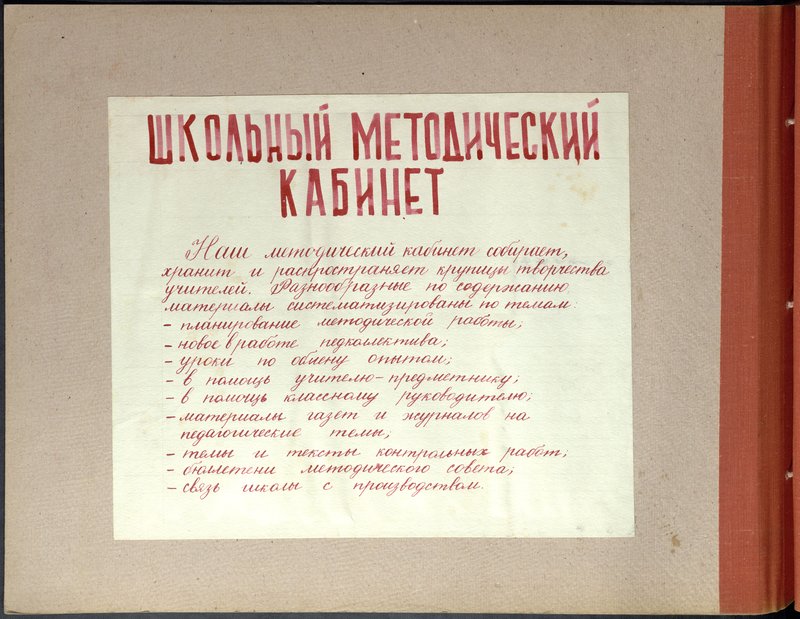 ШКОЛЬНЫЙ МЕТОДИЧЕСКИЙ
КАБИНЕТ
Наш методический кабинет собирает,
хранит и распространяет крупицы творчества
учителей. Разнообразные по содержанию
материалы систематизированы по темам:
- планирование методической работы;
- новое в работе педколлектива;
- уроки по обмену опытом;
- в помощь учителю-предметнику;
- в помощь классному руководителю;
- материалы газет и журналов на
педагогические темы;
- темы и тексты контрольных работ;
- бюллетени методического совета;
- связь школы с производством.